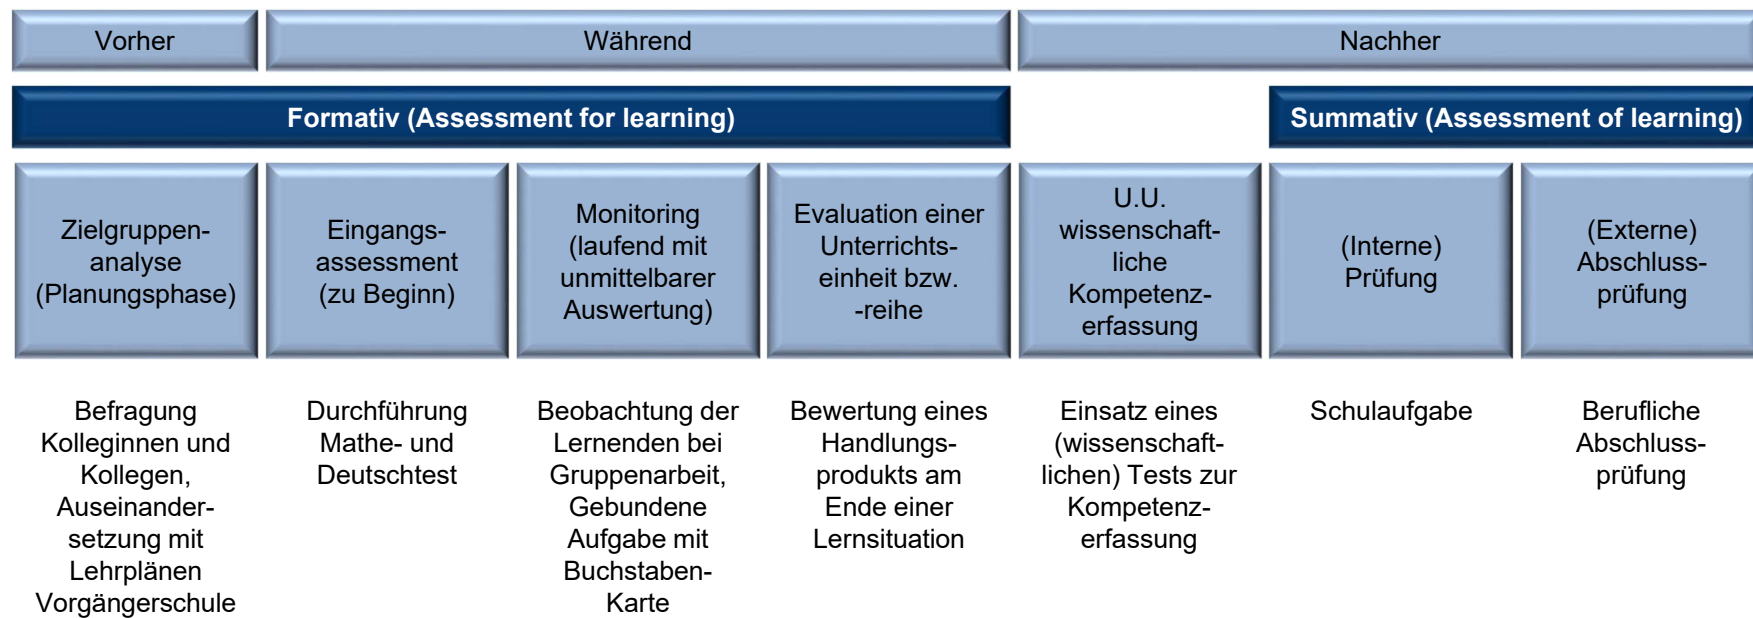 Vorher
Während
Nachher
Formativ (Assessment for learning)
Summativ (Assessment of learning)
Zielgruppen-
analyse
(Planungsphase)
Eingangs-
assessment
(zu Beginn)
Monitoring
(laufend mit
unmittelbarer
Auswertung)
Evaluation einer
Unterrichts-
einheit bzw.
-reihe
U.U.
wissenschaft-
liche
Kompetenz-
erfassung
(Interne)
Prüfung
(Externe)
Abschluss-
prüfung
Befragung
Kolleginnen und
Kollegen,
Auseinander-
setzung mit
Lehrplänen
Vorgängerschule
Durchführung
Mathe- und
Deutschtest
Beobachtung der
Lernenden bei
Gruppenarbeit,
Gebundene
Aufgabe mit
Buchstaben-
Karte
Bewertung eines
Handlungs-
produkts am
Ende einer
Lernsituation
Einsatz eines
(wissenschaft-
lichen) Tests zur
Kompetenz-
erfassung
Schulaufgabe
Berufliche
Abschluss-
prüfung